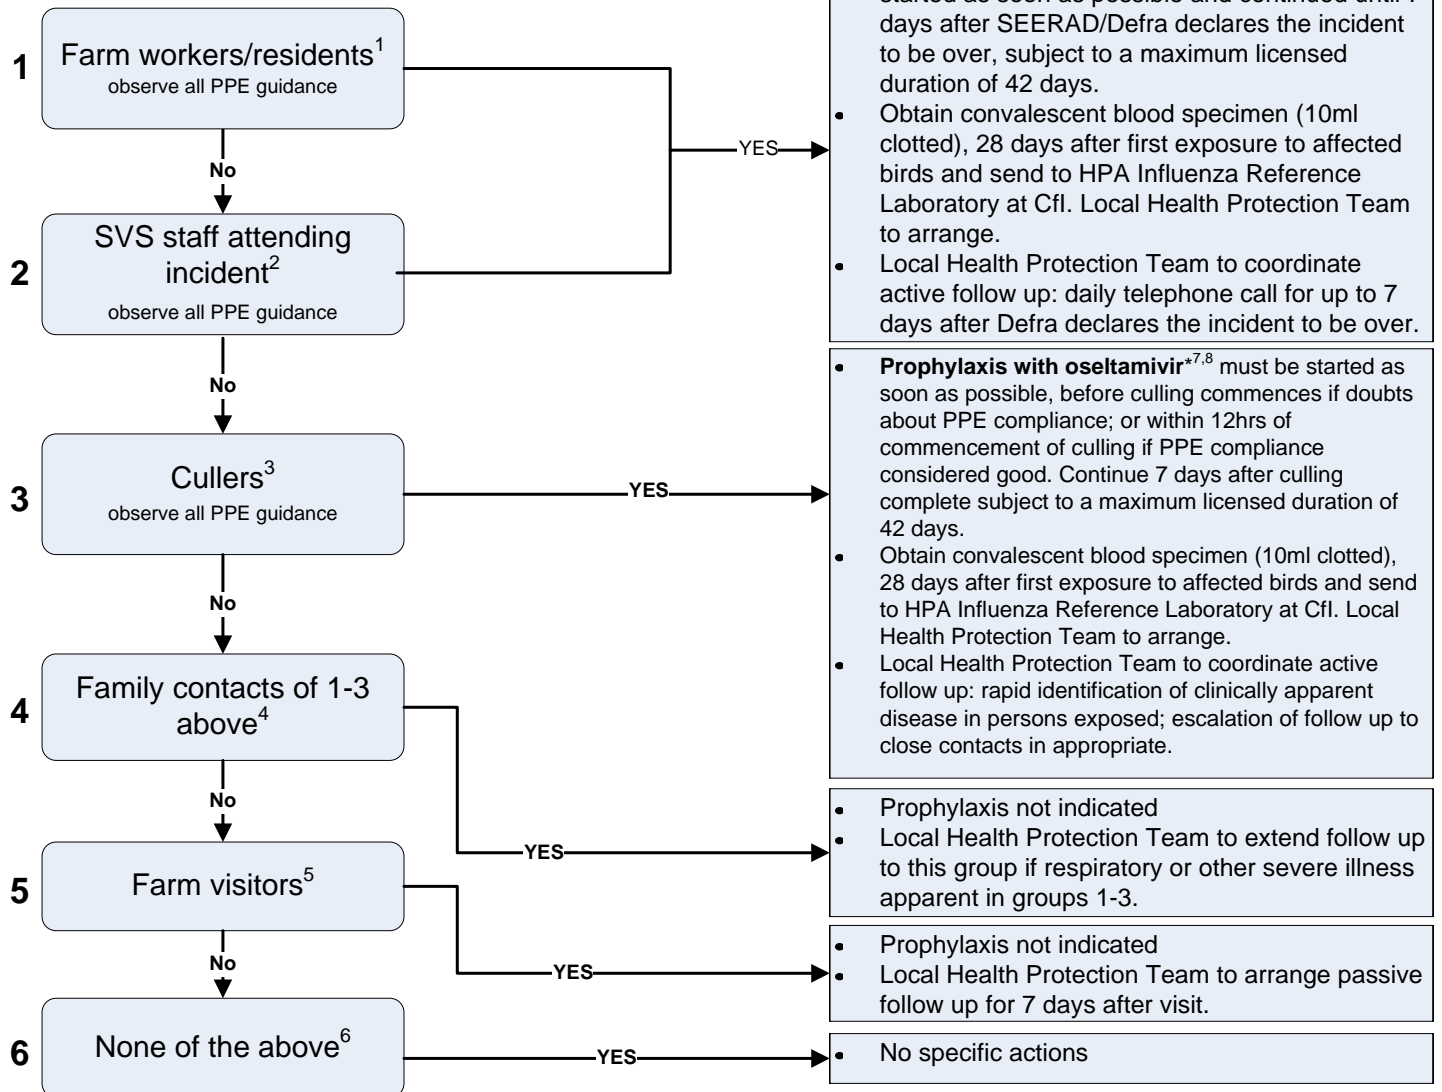 started as soon as possible and continued until 7
days after SEERAD/Defra declares the incident
to be over, subject to a maximum licensed
duration of 42 days.
• Obtain convalescent blood specimen (10ml
clotted), 28 days after first exposure to affected
birds and send to HPA Influenza Reference
Laboratory at CfI. Local Health Protection Team
to arrange.
• Local Health Protection Team to coordinate
active follow up: daily telephone call for up to 7
days after Defra declares the incident to be over.
1
Farm workers/residents1
observe all PPE guidance
YES
No
2
SVS staff attending
incident2
observe all PPE guidance
No
3
Cullers3
observe all PPE guidance
YES
• Prophylaxis with oseltamivir*7,8 must be started as
soon as possible, before culling commences if doubts
about PPE compliance; or within 12hrs of
commencement of culling if PPE compliance
considered good. Continue 7 days after culling
complete subject to a maximum licensed duration of
42 days.
• Obtain convalescent blood specimen (10ml clotted),
28 days after first exposure to affected birds and send
to HPA Influenza Reference Laboratory at CfI. Local
Health Protection Team to arrange.
• Local Health Protection Team to coordinate active
follow up: rapid identification of clinically apparent
disease in persons exposed; escalation of follow up to
close contacts in appropriate.
No
4
Family contacts of 1-3
above4
YES
• Prophylaxis not indicated
• Local Health Protection Team to extend follow up
to this group if respiratory or other severe illness
apparent in groups 1-3.
No
5
Farm visitors5
YES
• Prophylaxis not indicated
• Local Health Protection Team to arrange passive
follow up for 7 days after visit.
No
6
None of the above6
YES
• No specific actions